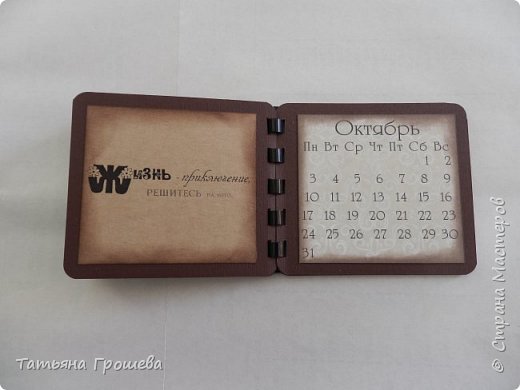 Жизнь - приключение,
РЕШИТЕСЬ НА НЕГО.
Октябрь
Пн Вт Ср Чт Пт Сб Вс
1 2
3 4 5 6 7 8 9
10 11 12 13 14 15 16
17 18 19 20 21 22 23
24 25 26 27 28 29 30
31
Татьяна Грошева
© Страна Мастеров